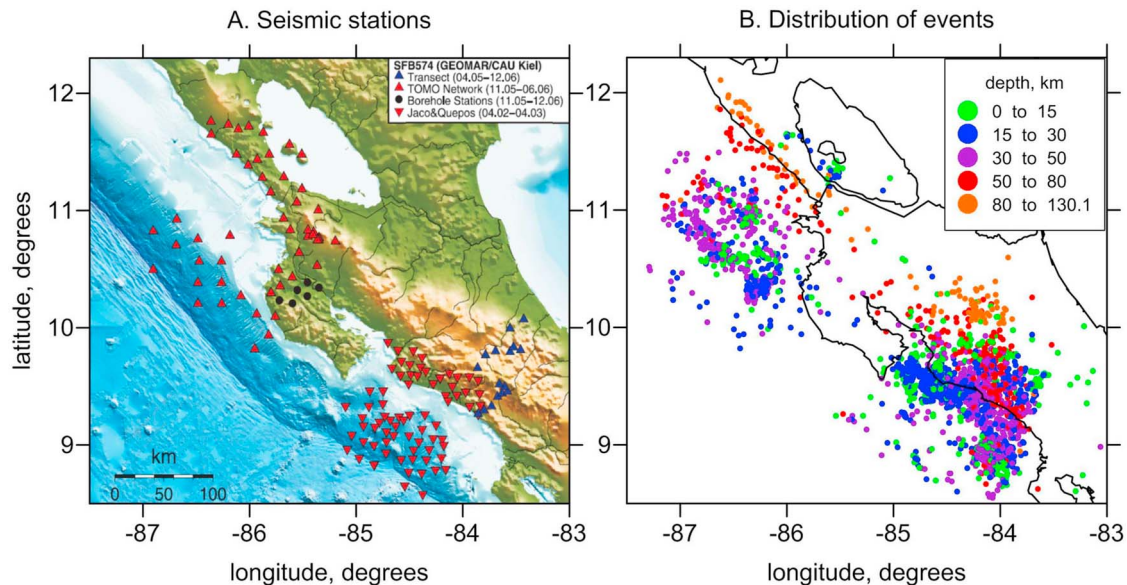 A. Seismic stations
B. Distribution of events
SFB574 (GEOMAR/CAU Kiel)
Transect (04.05–12.06)
TOMO Network (11.05–06.06)
Borehole Stations (11.05–12.06)
Jaco&Quepos (04.02–04.03)
depth, km
0 to 15
15 to 30
30 to 50
50 to 80
80 to 130.1
latitude, degrees
12
11
10
9
12
11
10
9
km
0 50 100
-87 -86 -85 -84 -83
-87 -86 -85 -84 -83
longitude, degrees
longitude, degrees